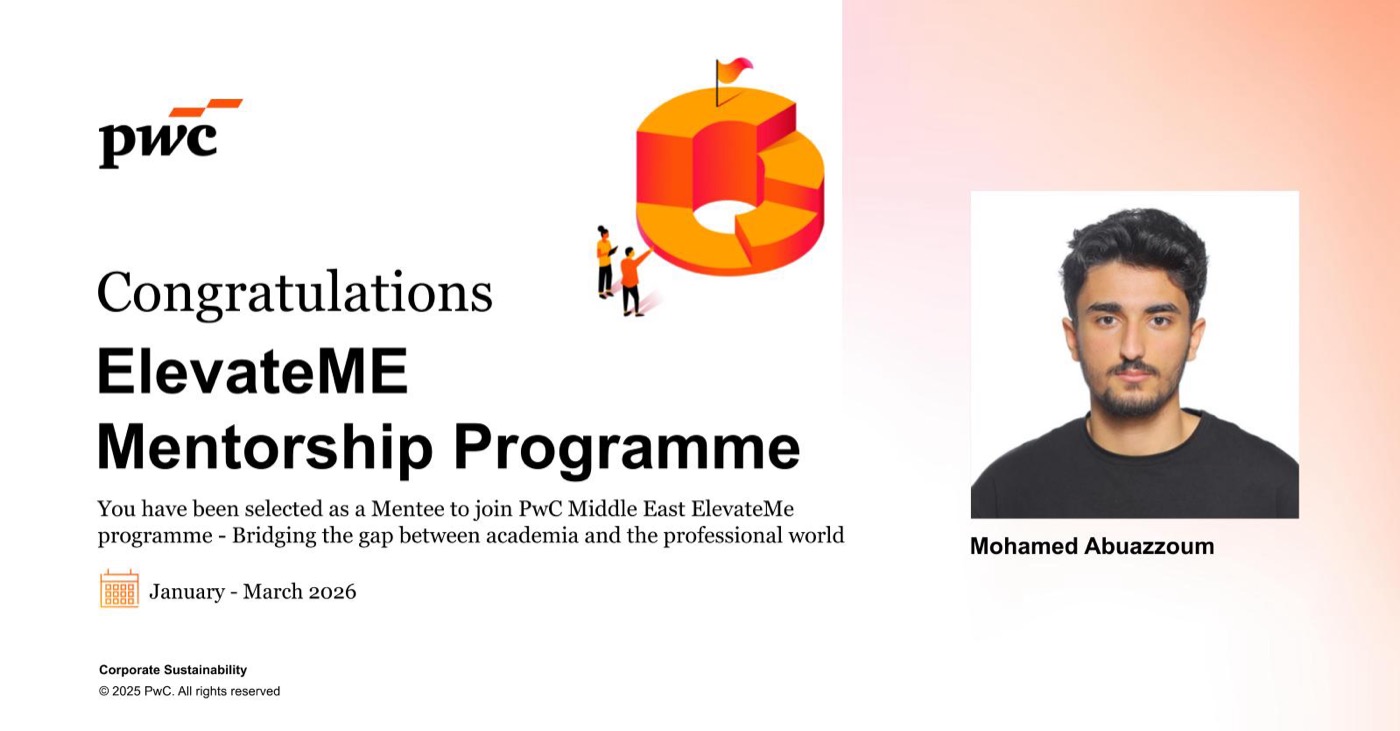 pwc
Congratulations
ElevateME
Mentorship Programme
You have been selected as a Mentee to join PwC Middle East ElevateMe
programme - Bridging the gap between academia and the professional world
January - March 2026
Corporate Sustainability
© 2025 PwC. All rights reserved
Mohamed Abuazzoum